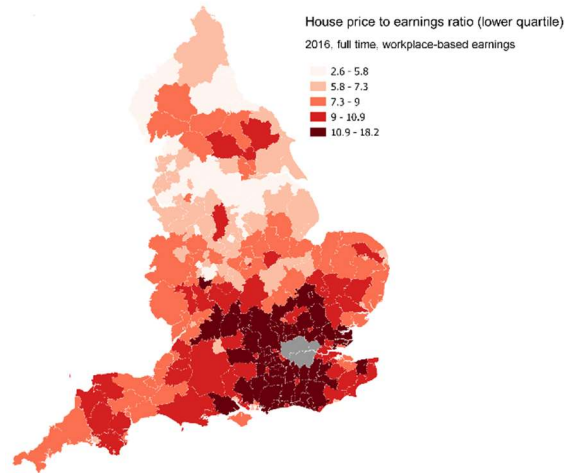 House price to earnings ratio (lower quartile)
2016, full time, workplace-based earnings
2.6 - 5.8
5.8 - 7.3
7.3 - 9
9 - 10.9
10.9 - 18.2